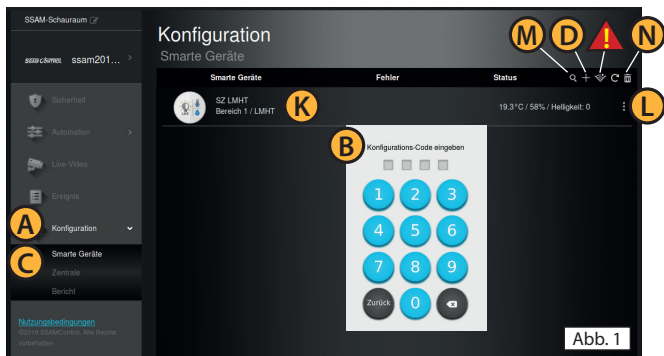 SSAM-Schauraum
SSAMCONTROL ssam201...
Sicherheit
Automation
Live-Video
Ereignis
A
Konfiguration
C
Smarte Geräte
Zentrale
Bericht
Nutzungsbedingungen
©2018 SSAMControl. Alle Rechte
vorbehalten
Konfiguration
Smarte Geräte
M D ! N
Smarte Geräte Fehler Status
SZ LMHT
Bereich 1 / LMHT
K
19.3°C / 58% / Helligkeit: 0
L
B
Konfigurations-Code eingeben
1 2 3
4 5 6
7 8 9
Zurück 0
Abb. 1